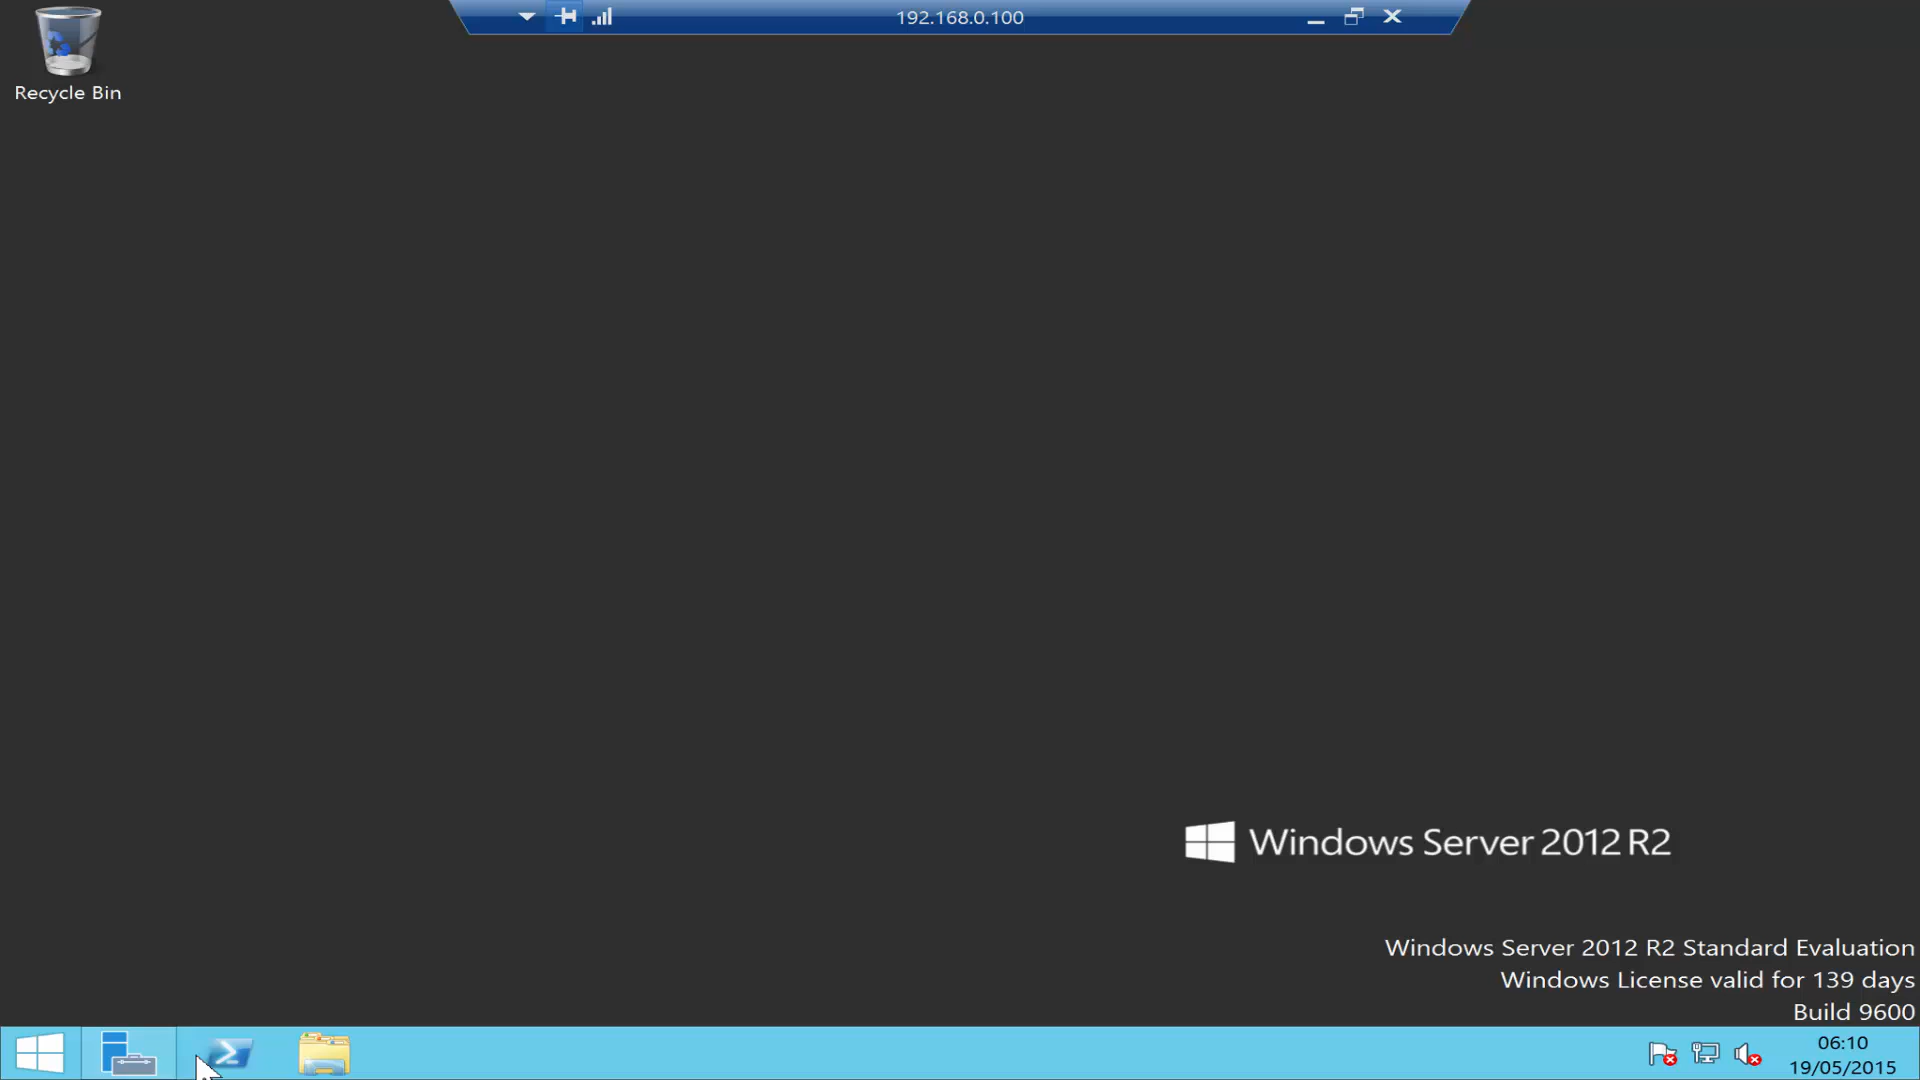 192.168.0.100
Recycle Bin
Windows Server 2012 R2
Windows Server 2012 R2 Standard Evaluation
Windows License valid for 139 days
Build 9600
06:10
19/05/2015